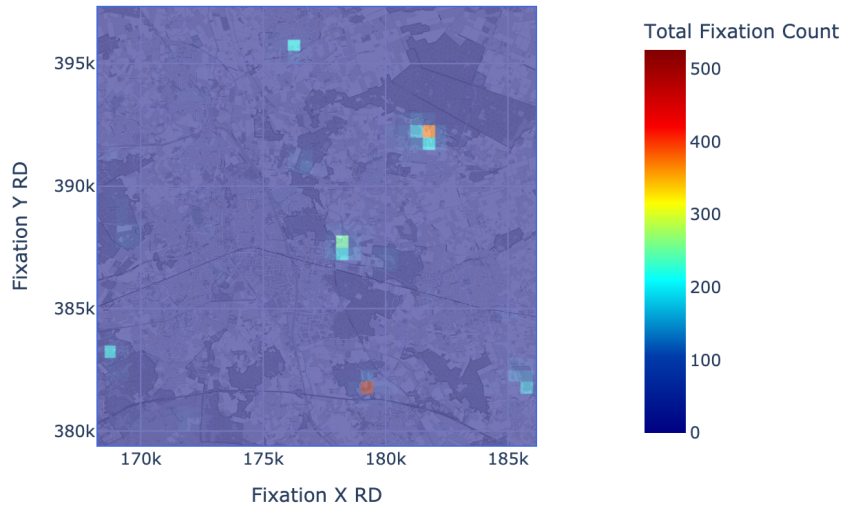 Total Fixation Count
500
400
300
200
100
0
Fixation Y RD
395k
390k
385k
380k
170k
175k
180k
185k
Fixation X RD